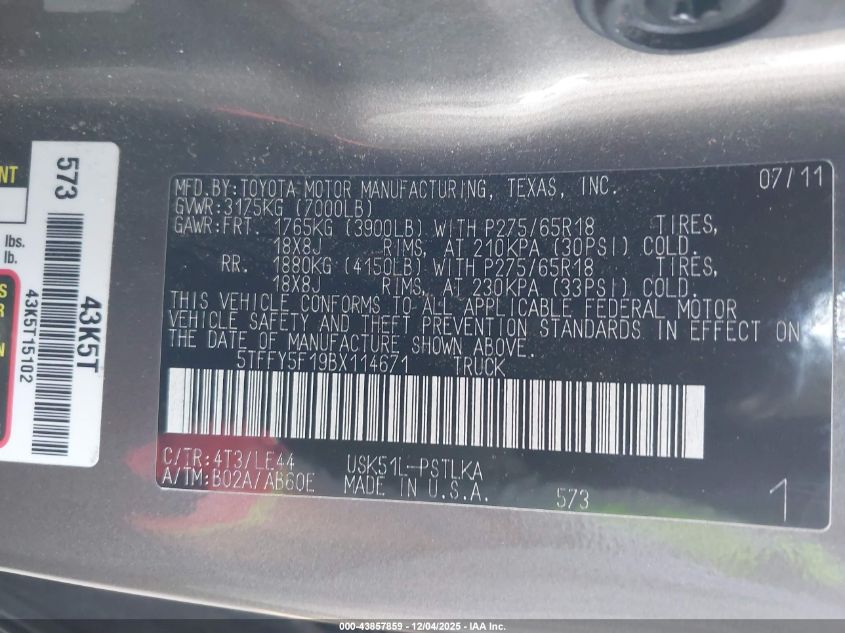 NT
lbs.
lb.
S
R
N
573
43K5T
43K5T15102
MFD.BY:TOYOTA MOTOR MANUFACTURING, TEXAS, INC. 07/11
GVWR:3175KG (7000LB)
GAWR:FRT. 1765KG (3900LB) WITH P275/65R18 TIRES,
18X8J RIMS, AT 210KPA (30PSI) COLD.
RR. 1880KG (4150LB) WITH P275/65R18 TIRES,
18X8J RIMS, AT 230KPA (33PSI) COLD.
THIS VEHICLE CONFORMS TO ALL APPLICABLE FEDERAL MOTOR
VEHICLE SAFETY AND THEFT PREVENTION STANDARDS IN EFFECT ON
THE DATE OF MANUFACTURE SHOWN ABOVE.
5TFFY5F19BX114671 TRUCK
C/TR:4T3/LE44 USK51L-PSTLKA
A/TM:B02A/AB60E MADE IN U.S.A. 573 1
000-43857859 - 12/04/2025 - IAA Inc.